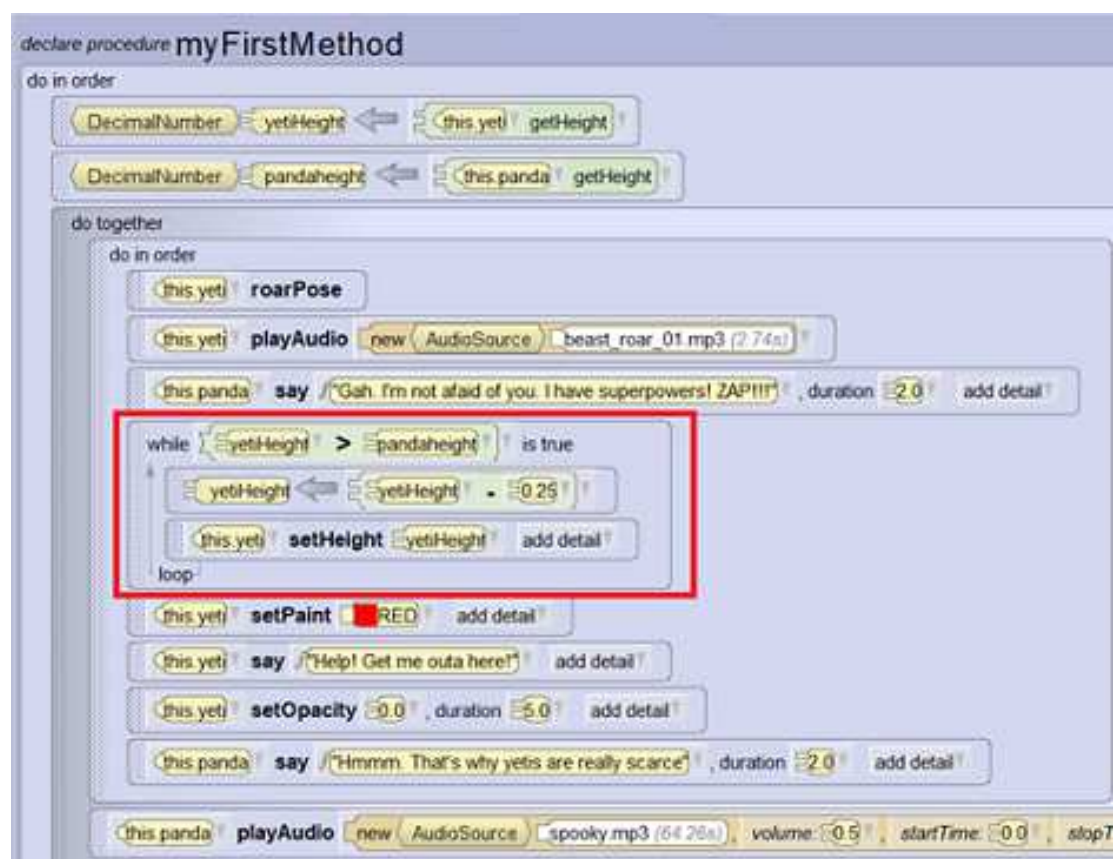 declare procedure myFirstMethod
do in order
DecimalNumber yetiHeight this.yeti getHeight
DecimalNumber pandaheight this.panda getHeight
do together
do in order
this.yeti roarPose
this.yeti playAudio new AudioSource beast_roar_01.mp3 (2.74s)
this.panda say "Gah. I'm not afaid of you. I have superpowers! ZAP!!!" , duration 2.0 add detail
while yetiHeight > pandaheight is true
yetiHeight yetiHeight - 0.25
this.yeti setHeight yetiHeight add detail
loop
this.yeti setPaint RED add detail
this.yeti say "Help! Get me outa here!" add detail
this.yeti setOpacity 0.0 , duration 5.0 add detail
this.panda say "Hmmm. That's why yetis are really scarce" , duration 2.0 add detail
this.panda playAudio new AudioSource spooky.mp3 (64.26s), volume: 0.5 , startTime: 0.0 , stopT